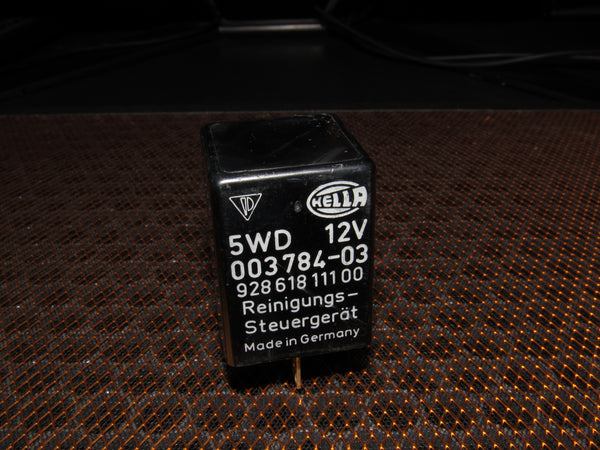 HELLA
5WD 12V
003784-03
928 618 111 00
Reinigungs-
Steuergerät
Made in Germany